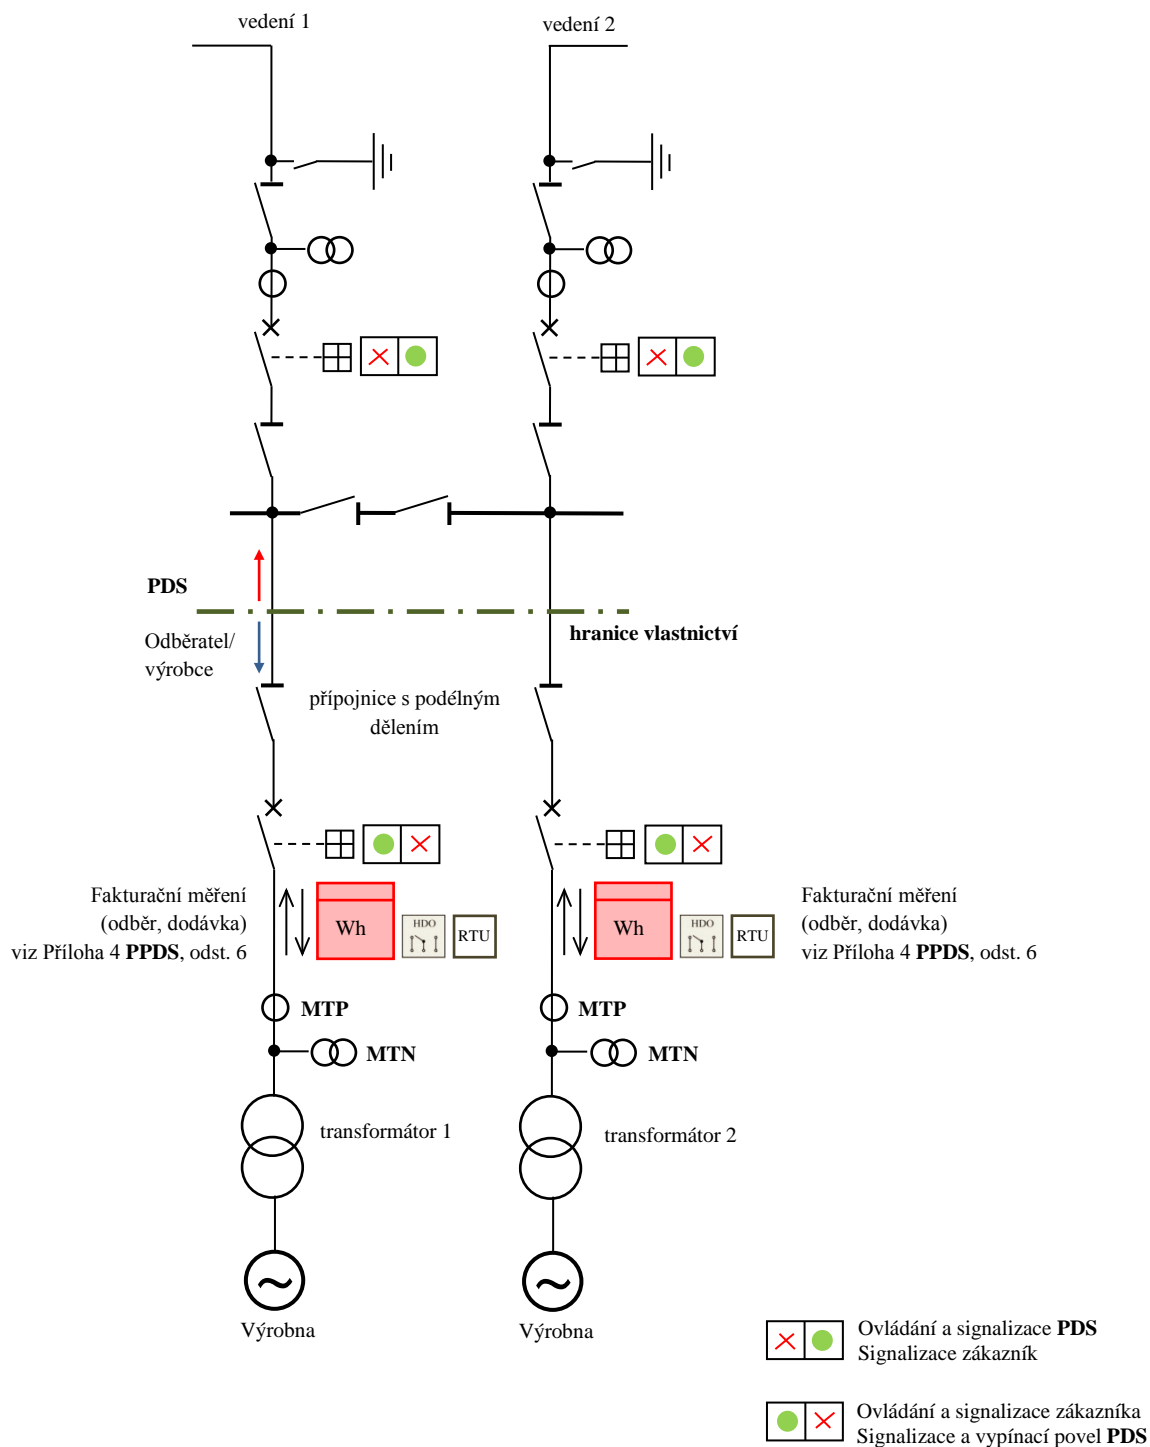 vedení 1
vedení 2
PDS
hranice vlastnictví
Odběratel/
výrobce
přípojnice s podélným
dělením
Fakturační měření
(odběr, dodávka)
viz Příloha 4 PPDS, odst. 6
Wh
HDO
RTU
Wh
HDO
RTU
Fakturační měření
(odběr, dodávka)
viz Příloha 4 PPDS, odst. 6
MTP
MTP
MTN
MTN
transformátor 1
transformátor 2
Výrobna
Výrobna
Ovládání a signalizace PDS
Signalizace zákazník
Ovládání a signalizace zákazníka
Signalizace a vypínací povel PDS